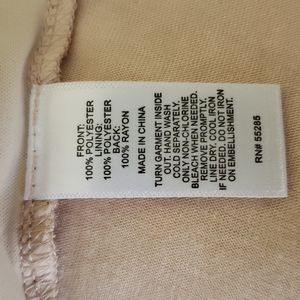 FRONT:
100% POLYESTER
LINING:
100% POLYESTER
BACK:
100% RAYON
MADE IN CHINA
TURN GARMENT INSIDE
OUT. HAND WASH
COLD SEPARATELY.
ONLY NON-CHLORINE
BLEACH WHEN NEEDED.
REMOVE PROMPTLY.
LINE DRY. COOL IRON
IF NEEDED. DO NOT IRON
ON EMBELLISHMENT.
RN# 55285